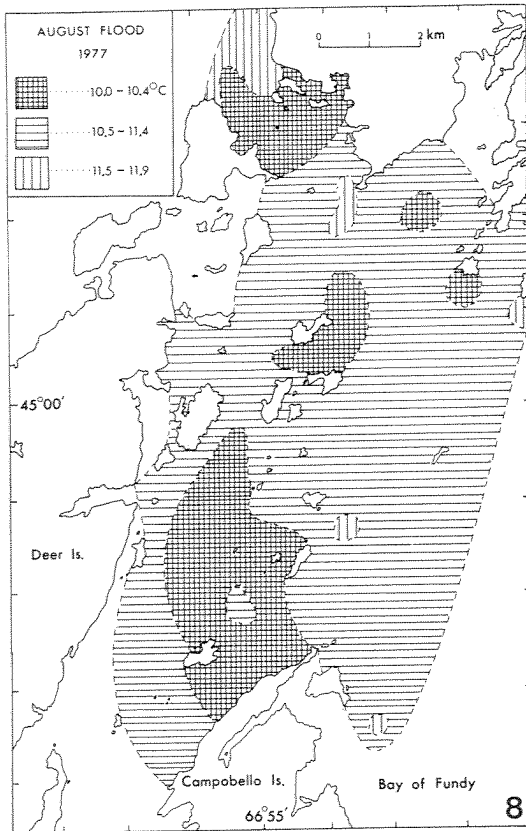 AUGUST FLOOD
1977
10.0 – 10.4°C
10.5 – 11.4
11.5 – 11.9
0 2 km
45°00′
Deer Is.
Campobello Is.
Bay of Fundy
66°55′
8